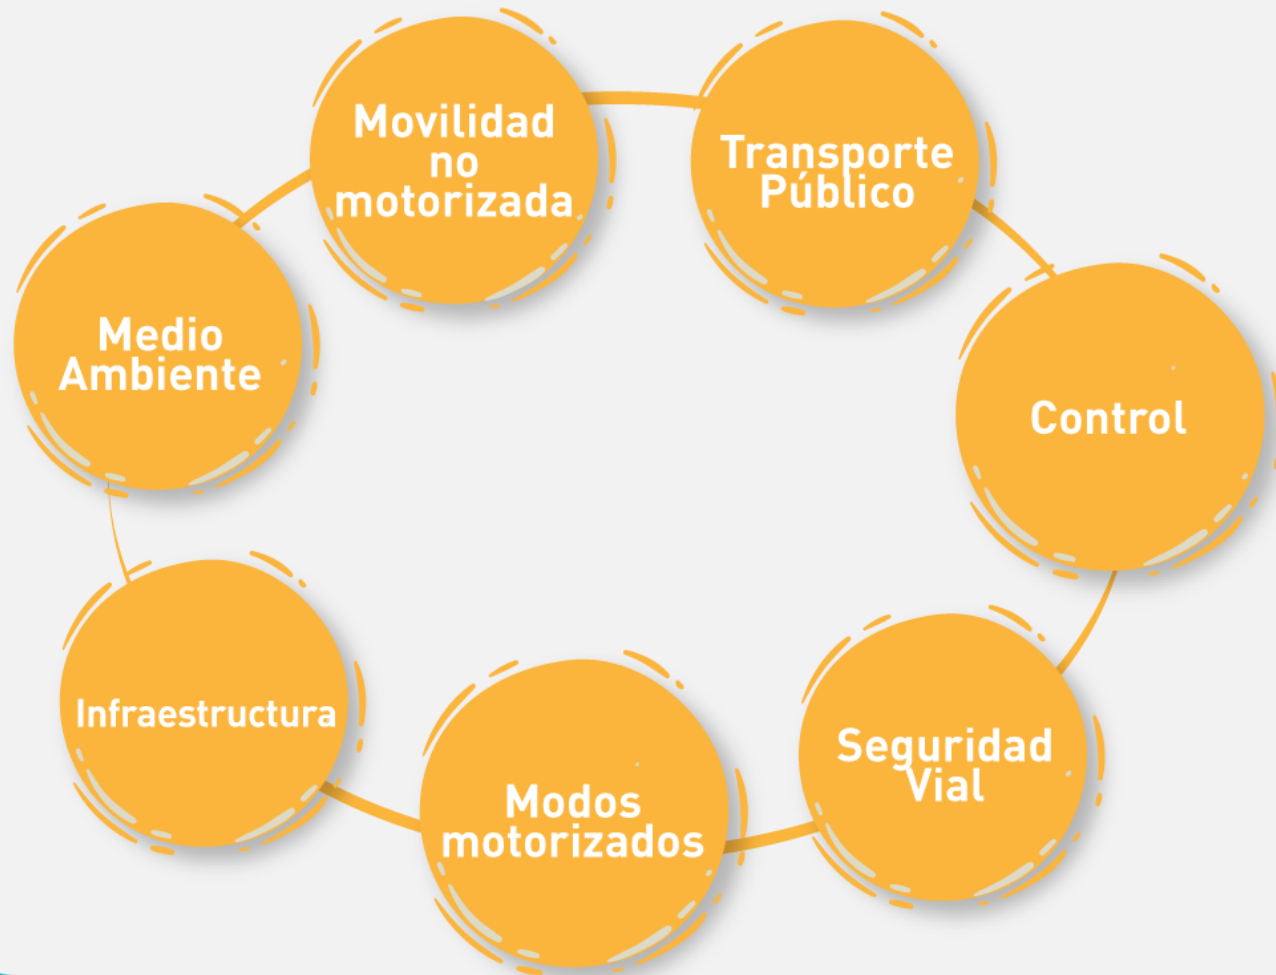 Movilidad
no
motorizada
Transporte
Público
Medio
Ambiente
Control
Infraestructura
Seguridad
Vial
Modos
motorizados